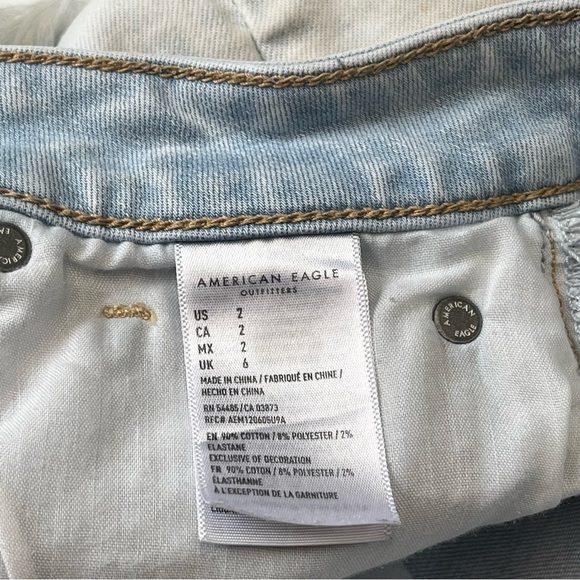 AMERICAN EAGLE
OUTFITTERS
US 2
CA 2
MX 2
UK 6
MADE IN CHINA / FABRIQUÉ EN CHINE /
HECHO EN CHINA
RN 54485 / CA 03873
RFC# AEM120605U9A
EN 90% COTTON / 8% POLYESTER / 2%
ELASTANE
EXCLUSIVE OF DECORATION
FR 90% COTON / 8% POLYESTER / 2%
ÉLASTHANNE
À L'EXCEPTION DE LA GARNITURE
AMERICAN
AMERICAN
EAGLE